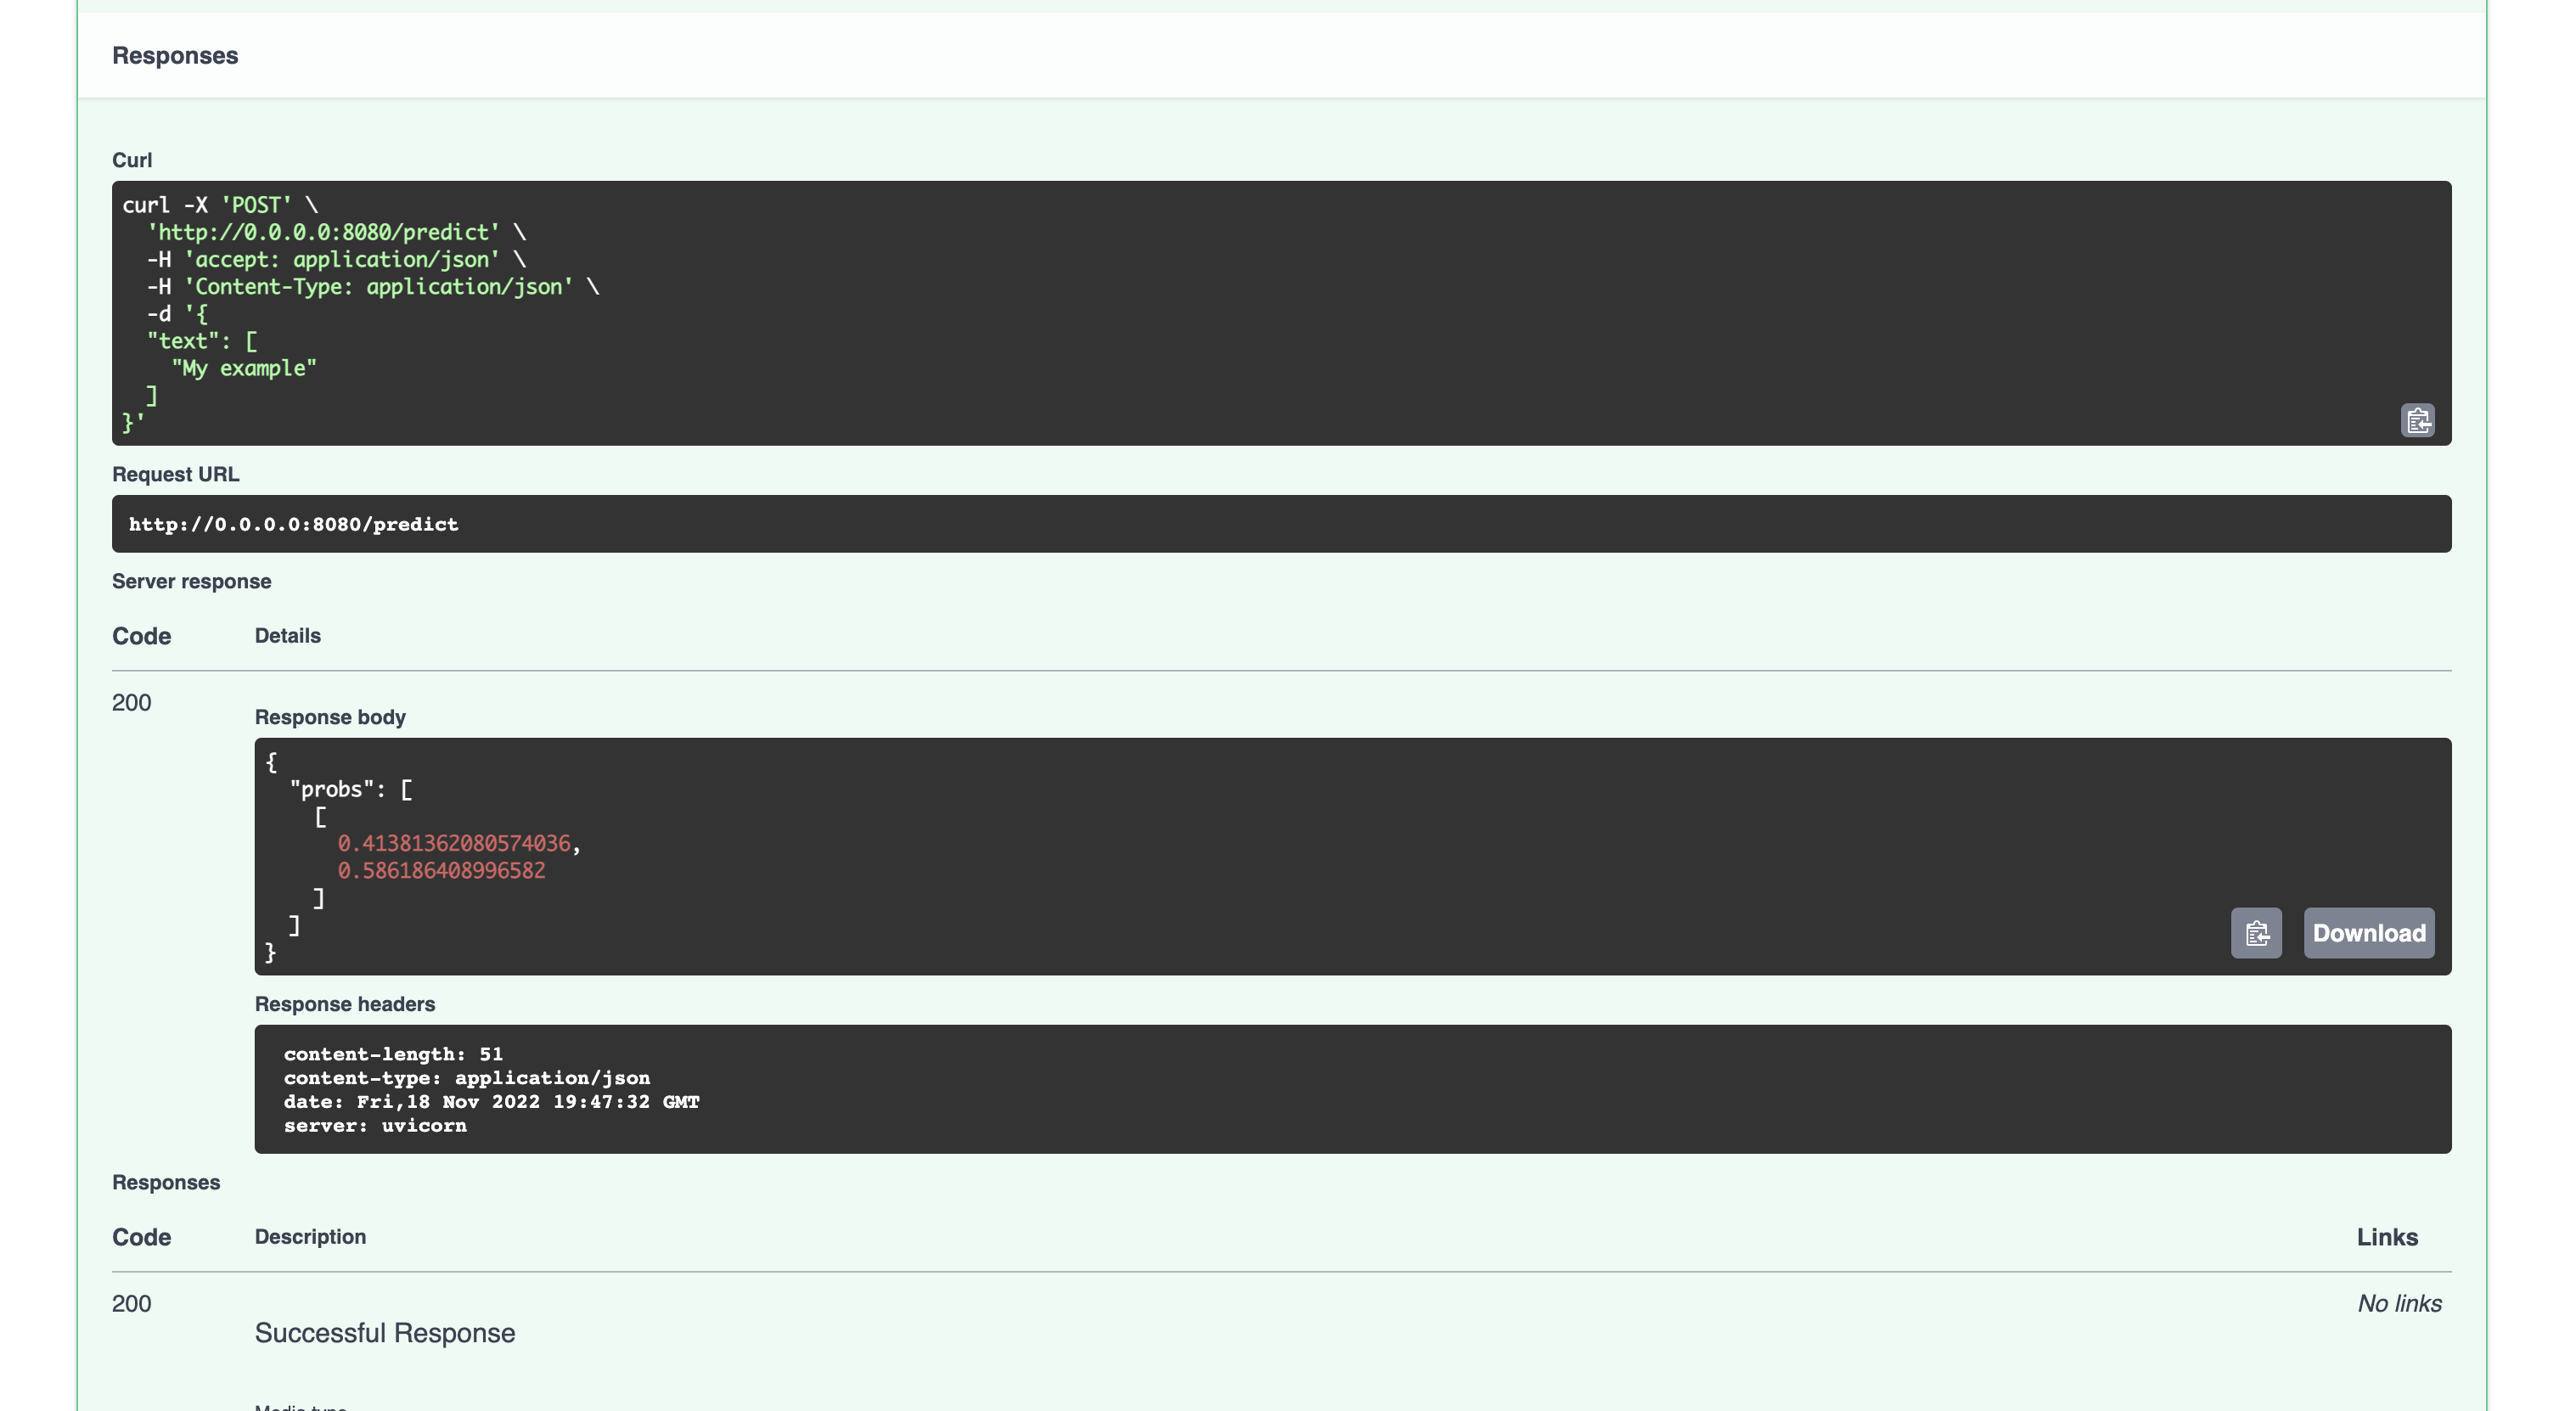 Responses
Curl
curl -X 'POST' \
  'http://0.0.0.0:8080/predict' \
  -H 'accept: application/json' \
  -H 'Content-Type: application/json' \
  -d '{
  "text": [
    "My example"
  ]
}'
Request URL
http://0.0.0.0:8080/predict
Server response
Code Details
200
Response body
{
  "probs": [
    [
      0.41381362080574036,
      0.586186408996582
    ]
  ]
}
Download
Response headers
content-length: 51
content-type: application/json
date: Fri,18 Nov 2022 19:47:32 GMT
server: uvicorn
Responses
Code Description Links
200 No links
Successful Response
Media type